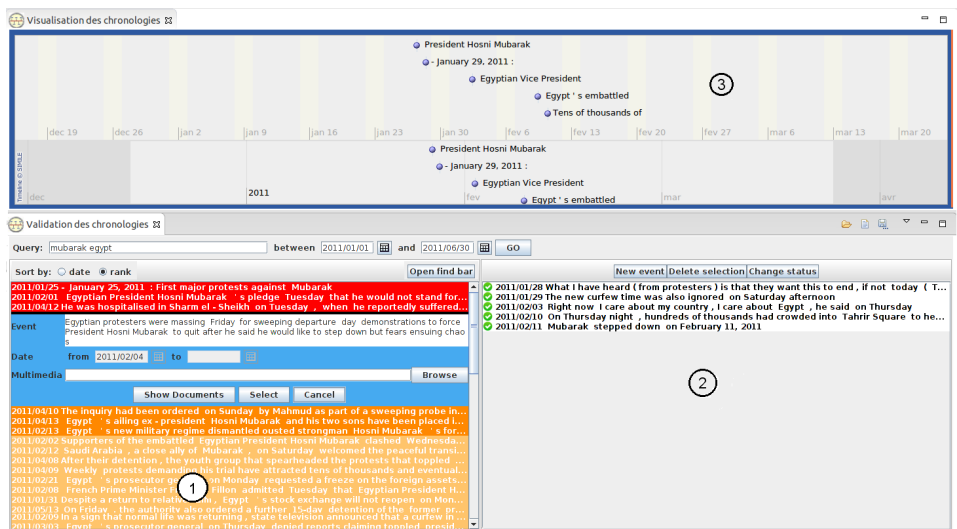 Visualisation des chronologies
President Hosni Mubarak
- January 29, 2011 :
Egyptian Vice President
Egypt ' s embattled
Tens of thousands of
3
dec 19 dec 26 jan 2 jan 9 jan 16 jan 23 jan 30 fev 6 fev 13 fev 20 fev 27 mar 6 mar 13 mar 20
President Hosni Mubarak
- January 29, 2011 :
Egyptian Vice President
Egypt ' s embattled
Timeline © SIMILE
dec 2011 fev mar avr
Validation des chronologies
Query: mubarak egypt between 2011/01/01 and 2011/06/30 GO
Sort by: date rank Open find bar
2011/01/25 - January 25, 2011 : First major protests against Mubarak
2011/02/01 Egyptian President Hosni Mubarak ' s pledge Tuesday that he would not stand for...
2011/04/12 He was hospitalised in Sharm el - Sheikh on Tuesday , when he reportedly suffered...
Event Egyptian protesters were massing Friday for sweeping departure day demonstrations to force
President Hosni Mubarak to quit after he said he would like to step down but fears ensuing chao
s
Date from 2011/02/04 to
Multimedia Browse
Show Documents Select Cancel
2011/04/10 The inquiry had been ordered on Sunday by Mahmud as part of a sweeping probe in...
2011/04/13 Egypt ' s ailing ex - president Hosni Mubarak and his two sons have been placed i...
2011/02/13 Egypt ' s new military regime dismantled ousted strongman Hosni Mubarak ' s for...
2011/02/02 Supporters of the embattled Egyptian President Hosni Mubarak clashed Wednesda...
2011/02/12 Saudi Arabia , a close ally of Mubarak , on Saturday welcomed the peaceful transi...
2011/04/08 After their detention , the youth group that spearheaded the protests that toppled ...
2011/04/09 Weekly protests demanding his trial have attracted tens of thousands and eventual...
2011/02/21 Egypt ' s prosecutor on Monday requested a freeze on the foreign assets...
2011/02/08 French Prime Minister Fillon admitted Tuesday that Egyptian President H...
2011/01/31 Despite a return to , Egypt ' s stock exchange will not reopen on Mon...
2011/05/13 On Friday , the authority also ordered a further 15-day detention of the former pr...
2011/02/09 In a sign that normal life was returning , state television announced that a curfew in ...
2011/03/03 Egypt ' s prosecutor general on Thursday denied reports claiming toppled presid...
1
New event Delete selection Change status
2011/01/28 What I have heard ( from protesters ) is that they want this to end , if not today ( T...
2011/01/29 The new curfew time was also ignored on Saturday afternoon
2011/02/03 Right now I care about my country , I care about Egypt , he said on Thursday
2011/02/10 On Thursday night , hundreds of thousands had crowded into Tahrir Square to he...
2011/02/11 Mubarak stepped down on February 11, 2011
2